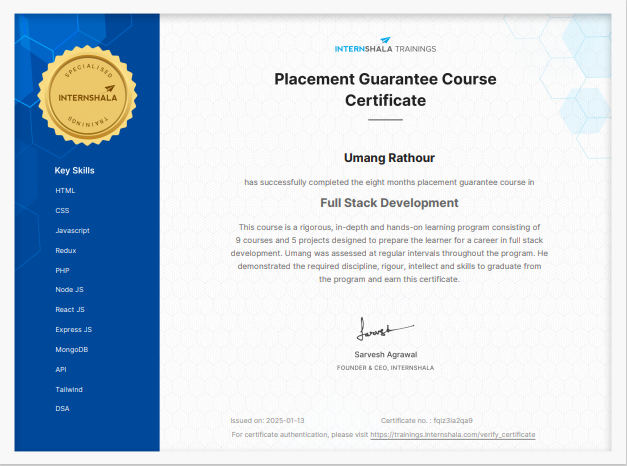 SPECIALISED
INTERNSHALA
TRAININGS
Key Skills
HTML
CSS
Javascript
Redux
PHP
Node JS
React JS
Express JS
MongoDB
API
Tailwind
DSA
INTERNSHALA TRAININGS
Placement Guarantee Course
Certificate
Umang Rathour
has successfully completed the eight months placement guarantee course in
Full Stack Development
This course is a rigorous, in-depth and hands-on learning program consisting of
9 courses and 5 projects designed to prepare the learner for a career in full stack
development. Umang was assessed at regular intervals throughout the program. He
demonstrated the required discipline, rigour, intellect and skills to graduate from
the program and earn this certificate.
Sarvesh
Sarvesh Agrawal
FOUNDER & CEO, INTERNSHALA
Issued on: 2025-01-13 Certificate no. : fqiz3ia2qa9
For certificate authentication, please visit https://trainings.internshala.com/verify_certificate